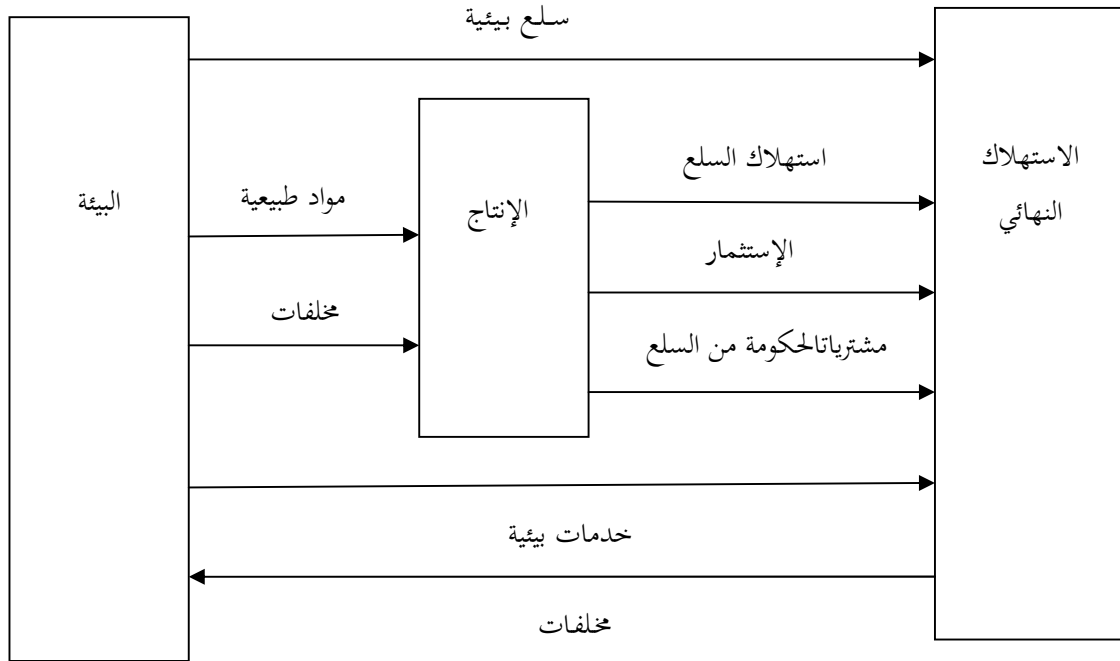 سلع بيئية
البيئة
مواد طبيعية
مخلفات
الإنتاج
استهلاك السلع
الإستثمار
مشترياتالحكومة من السلع
الاستهلاك
النهائي
خدمات بيئية
مخلفات